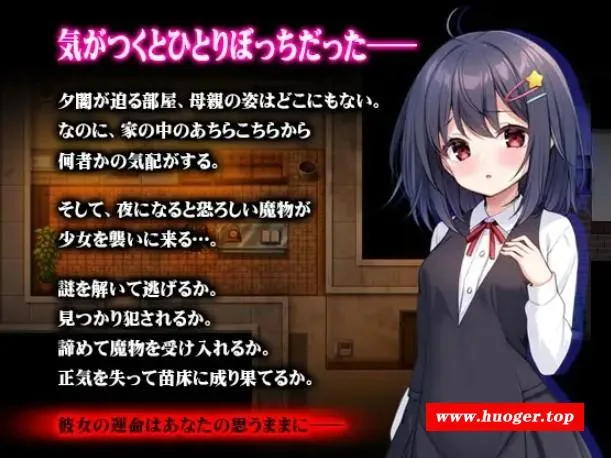 気がつくとひとりぼっちだった――
夕闇が迫る部屋、母親の姿はどこにもない。
なのに、家の中のあちらこちらから
何者かの気配がする。
そして、夜になると恐ろしい魔物が
少女を襲いに来る…。
謎を解いて逃げるか。
見つかり犯されるか。
諦めて魔物を受け入れるか。
正気を失って苗床に成り果てるか。
彼女の運命はあなたの思うままに――
www.huoger.top